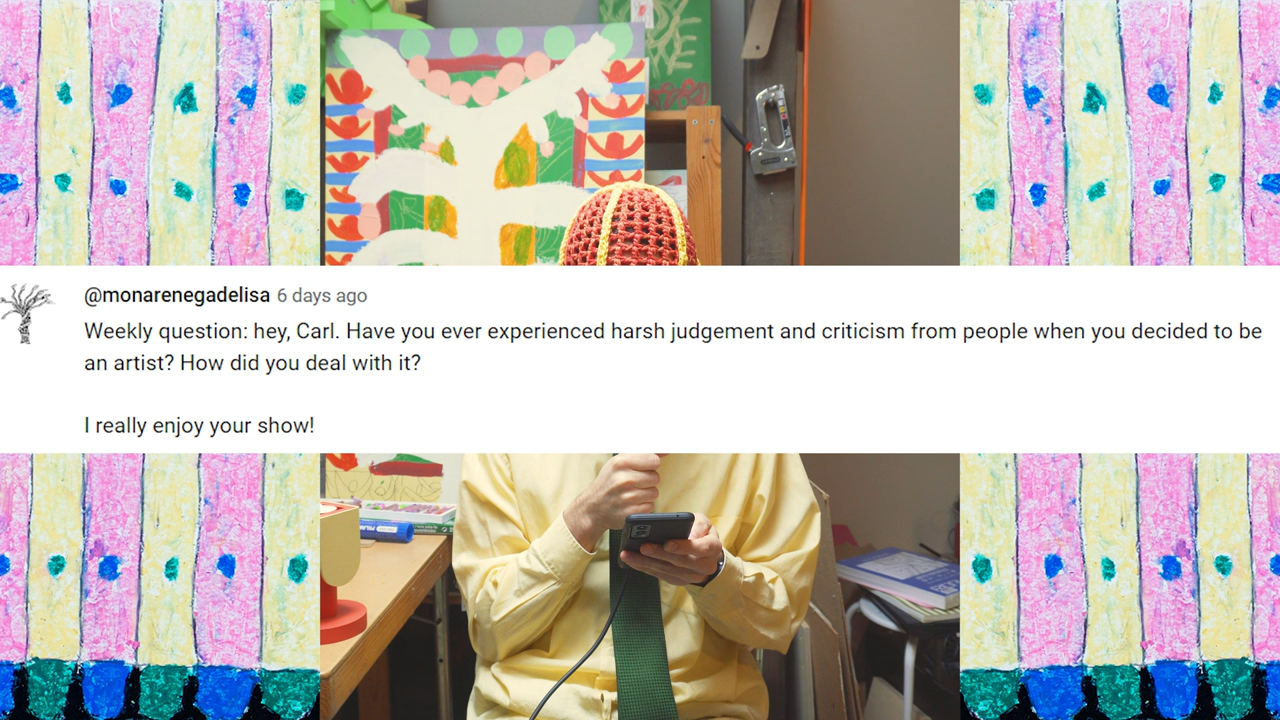 @monarenegadelisa 6 days ago
Weekly question: hey, Carl. Have you ever experienced harsh judgement and criticism from people when you decided to be
an artist? How did you deal with it?
I really enjoy your show!